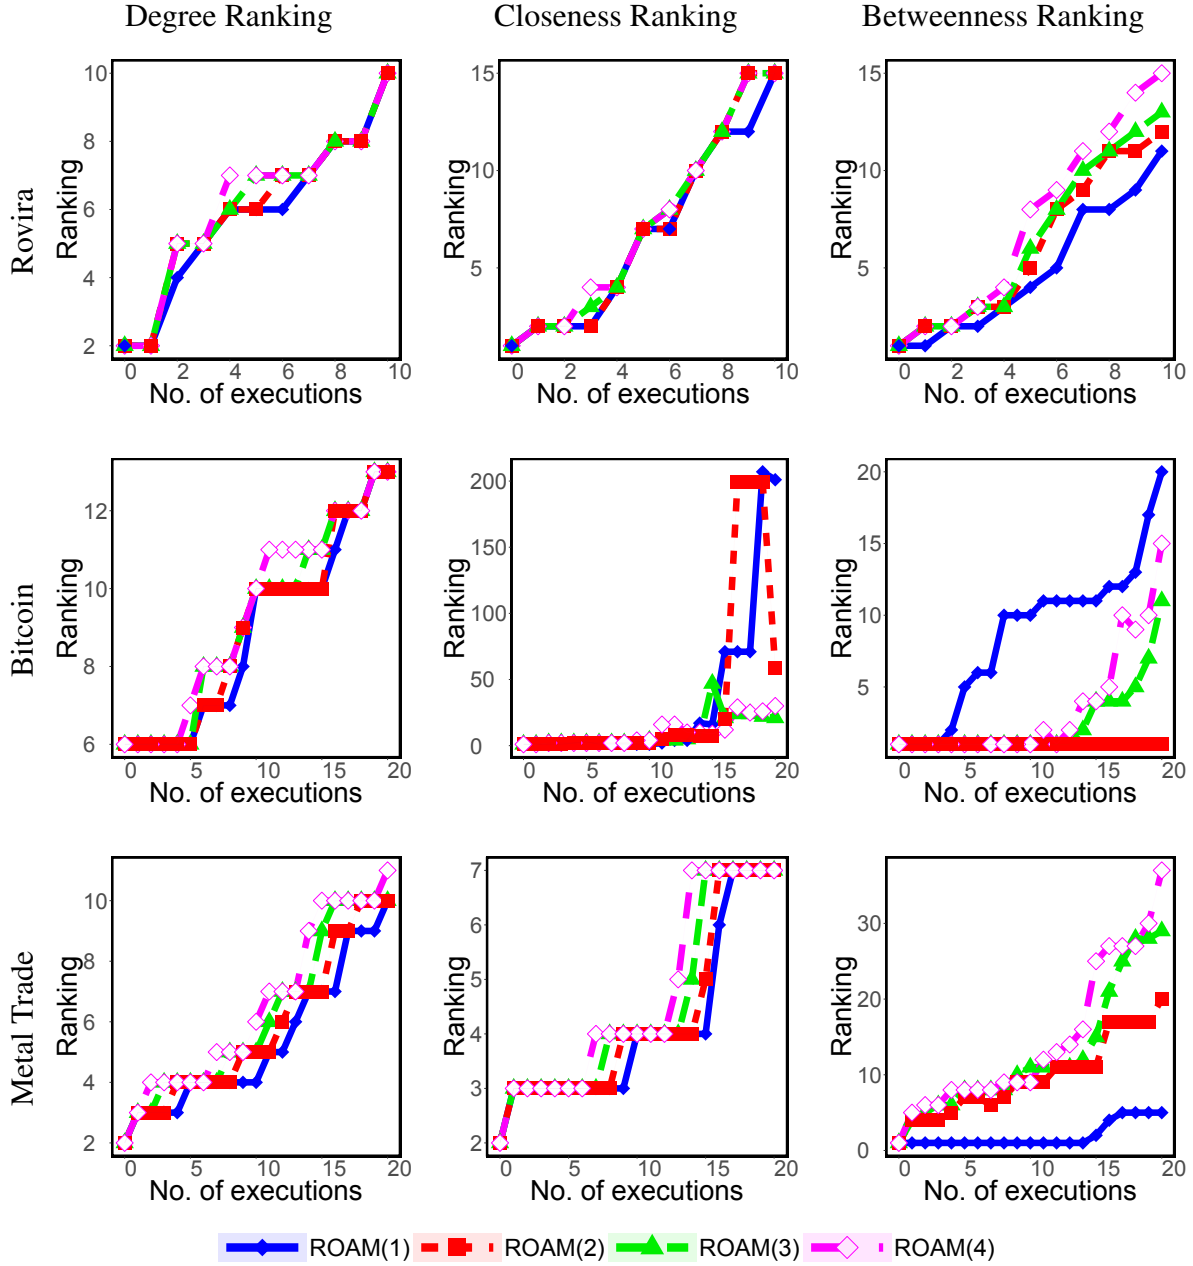 Degree Ranking
Closeness Ranking
Betweenness Ranking
Rovira
Ranking
10
8
6
4
2
0 2 4 6 8 10
No. of executions
Ranking
15
10
5
0 2 4 6 8 10
No. of executions
Ranking
15
10
5
0 2 4 6 8 10
No. of executions
Bitcoin
Ranking
12
10
8
6
0 5 10 15 20
No. of executions
Ranking
200
150
100
50
0
0 5 10 15 20
No. of executions
Ranking
20
15
10
5
0 5 10 15 20
No. of executions
Metal Trade
Ranking
10
8
6
4
2
0 5 10 15 20
No. of executions
Ranking
7
6
5
4
3
2
0 5 10 15 20
No. of executions
Ranking
30
20
10
0
0 5 10 15 20
No. of executions
ROAM(1) ROAM(2) ROAM(3) ROAM(4)